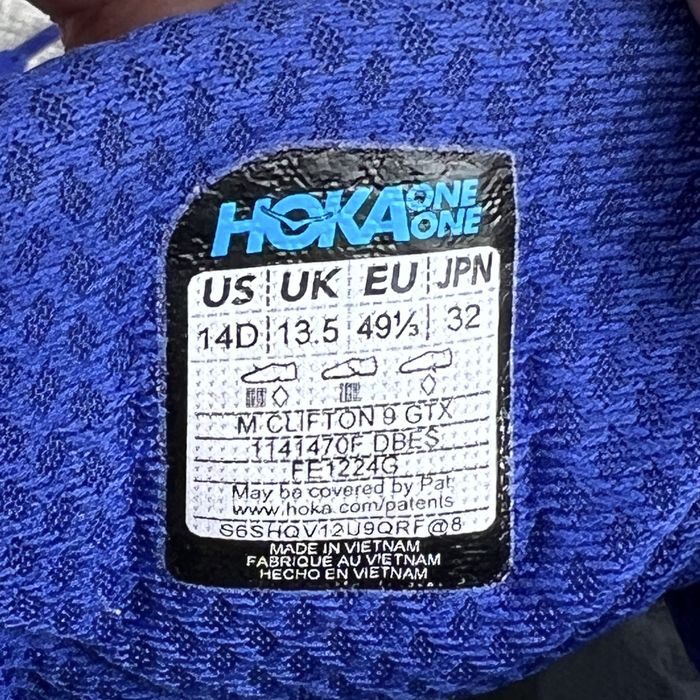 HOKA ONE ONE
US UK EU JPN
14D 13.5 49⅓ 32
M CLIFTON 9 GTX
1141470F DBES
FE1224G
May be covered by Pat.
www.hoka.com/patents
S6SHQV12U9QRF@8
MADE IN VIETNAM
FABRIQUÉ AU VIETNAM
HECHO EN VIETNAM